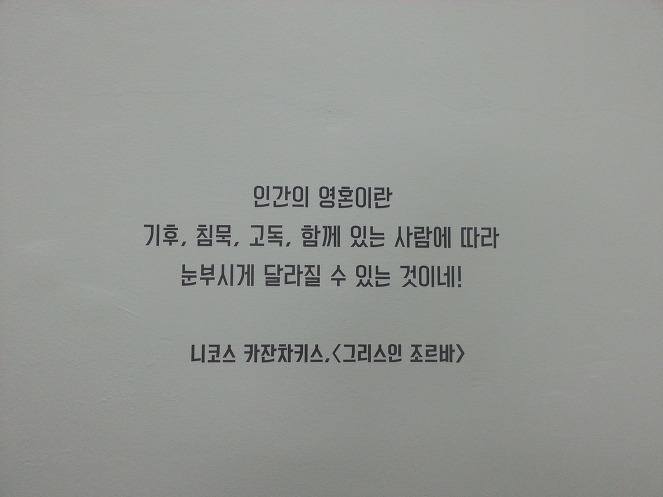 인간의 영혼이란
기후, 침묵, 고독, 함께 있는 사람에 따라
눈부시게 달라질 수 있는 것이네!
니코스 카잔차키스,<그리스인 조르바>